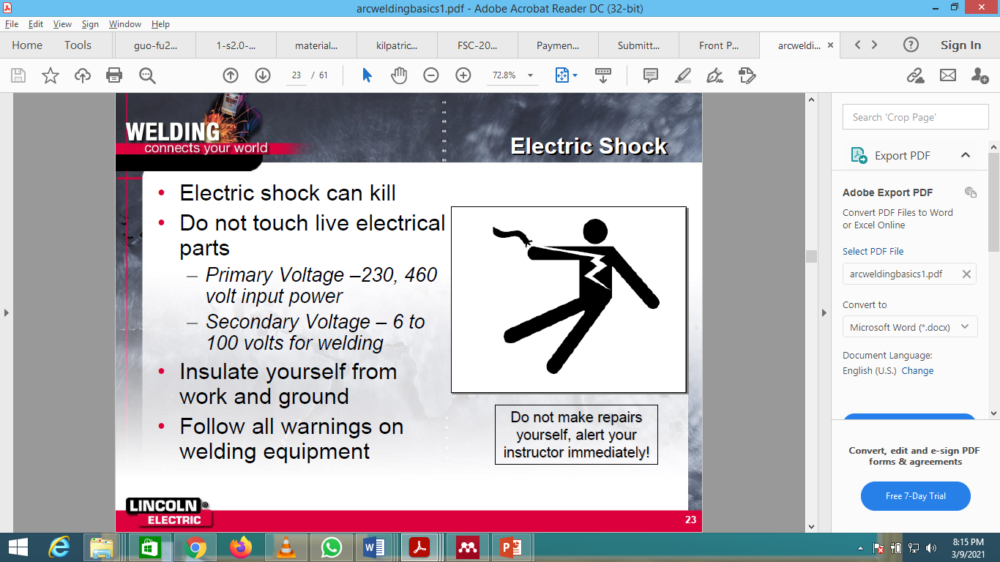 arcweldingbasics1.pdf - Adobe Acrobat Reader DC (32-bit)
File Edit View Sign Window Help
Home Tools guo-fu2... 1-s2.0-... material... kilpatric... FSC-20... Paymen... Submitt... Front P... arcweldi... Sign In
23 / 61 72.8%
WELDING
connects your world
Electric Shock
• Electric shock can kill
• Do not touch live electrical
parts
– Primary Voltage –230, 460
volt input power
– Secondary Voltage – 6 to
100 volts for welding
• Insulate yourself from
work and ground
• Follow all warnings on
welding equipment
Do not make repairs
yourself, alert your
instructor immediately!
LINCOLN ®
ELECTRIC
23
Search 'Crop Page'
Export PDF
Adobe Export PDF
Convert PDF Files to Word
or Excel Online
Select PDF File
arcweldingbasics1.pdf
Convert to
Microsoft Word (*.docx)
Document Language:
English (U.S.) Change
Convert, edit and e-sign PDF
forms & agreements
Free 7-Day Trial
8:15 PM
3/9/2021